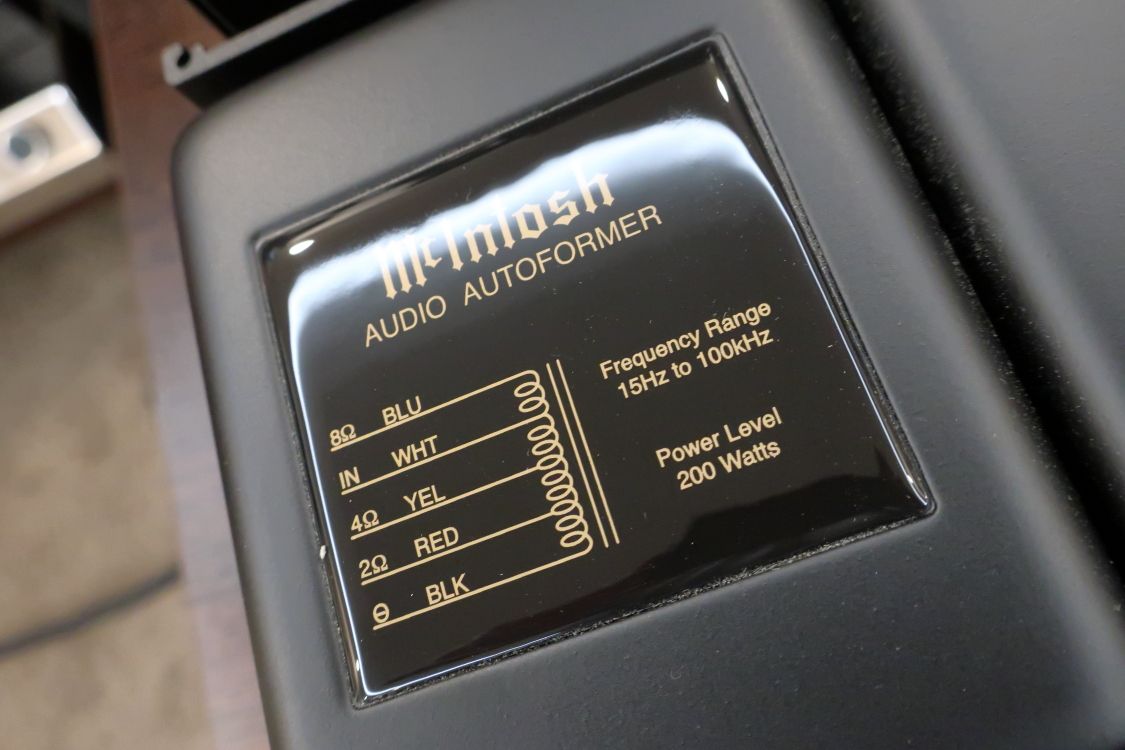 McIntosh
AUDIO AUTOFORMER
8Ω BLU
IN WHT
4Ω YEL
2Ω RED
Θ BLK
Frequency Range
15Hz to 100kHz
Power Level
200 Watts